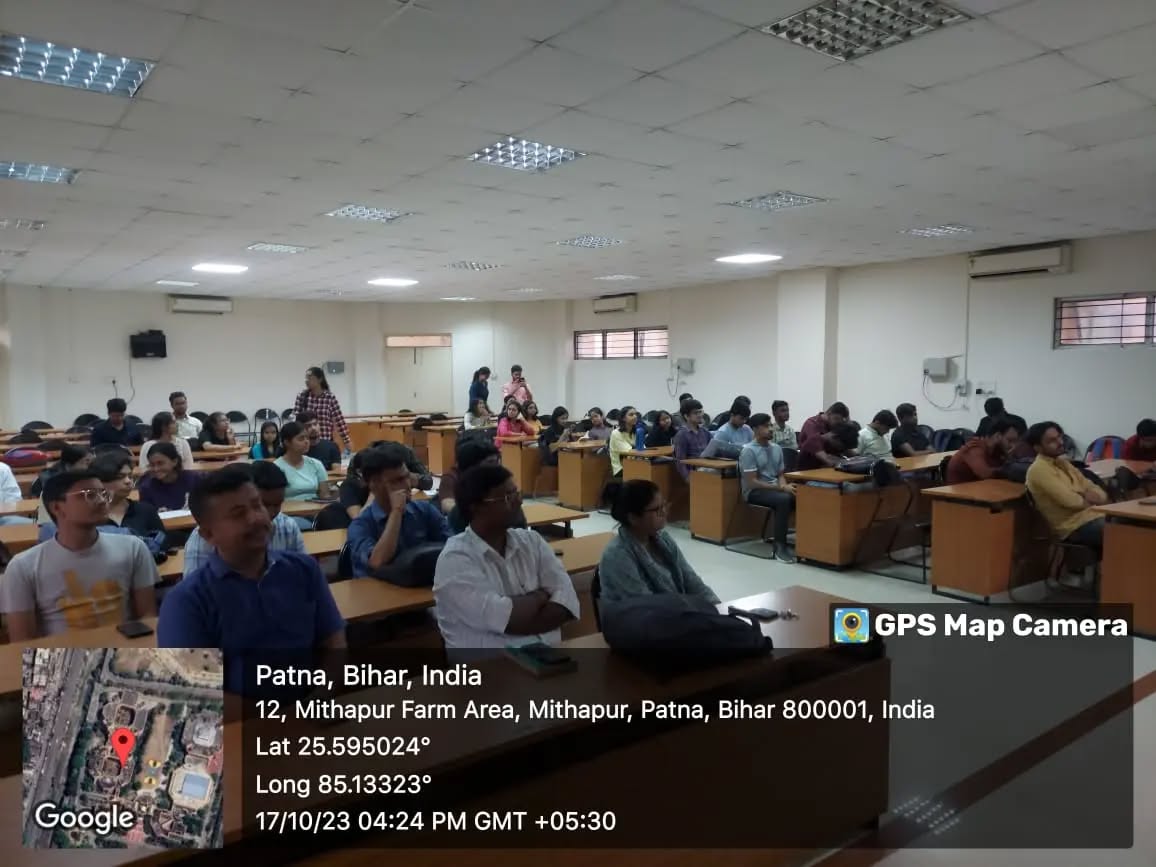 GPS Map Camera
Patna, Bihar, India
12, Mithapur Farm Area, Mithapur, Patna, Bihar 800001, India
Lat 25.595024°
Long 85.13323°
17/10/23 04:24 PM GMT +05:30
Google